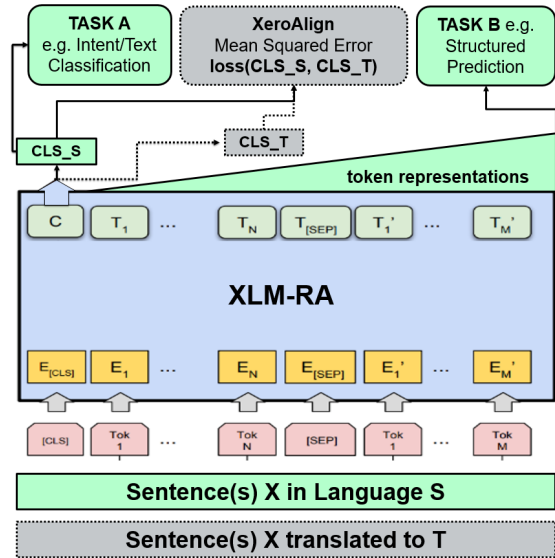 TASK A
e.g. Intent/Text
Classification
XeroAlign
Mean Squared Error
loss(CLS_S, CLS_T)
TASK B e.g.
Structured
Prediction
CLS_S
CLS_T
token representations
C T1 ... TN T[SEP] T1' ... TM'
XLM-RA
E[CLS] E1 ... EN E[SEP] E1' ... EM'
[CLS] Tok 1 ... Tok N [SEP] Tok 1 ... Tok M
Sentence(s) X in Language S
Sentence(s) X translated to T